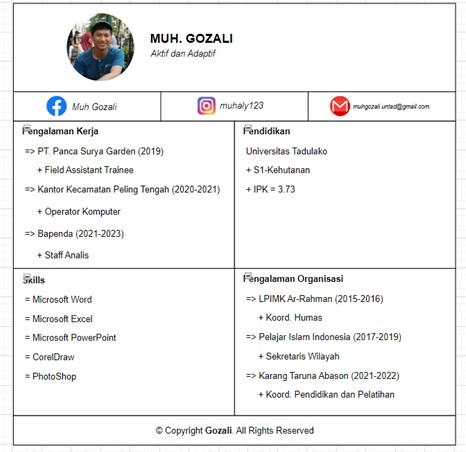 MUH. GOZALI
Aktif dan Adaptif
Muh Gozali
muhaly123
muhgozali.untad@gmail.com
Pengalaman Kerja
=> PT. Panca Surya Garden (2019)
+ Field Assistant Trainee
=> Kantor Kecamatan Peling Tengah (2020-2021)
+ Operator Komputer
=> Bapenda (2021-2023)
+ Staff Analis
Pendidikan
Universitas Tadulako
+ S1-Kehutanan
+ IPK = 3.73
Skills
= Microsoft Word
= Microsoft Excel
= Microsoft PowerPoint
= CorelDraw
= PhotoShop
Pengalaman Organisasi
=> LPIMK Ar-Rahman (2015-2016)
+ Koord. Humas
=> Pelajar Islam Indonesia (2017-2019)
+ Sekretaris Wilayah
=> Karang Taruna Abason (2021-2022)
+ Koord. Pendidikan dan Pelatihan
© Copyright Gozali. All Rights Reserved